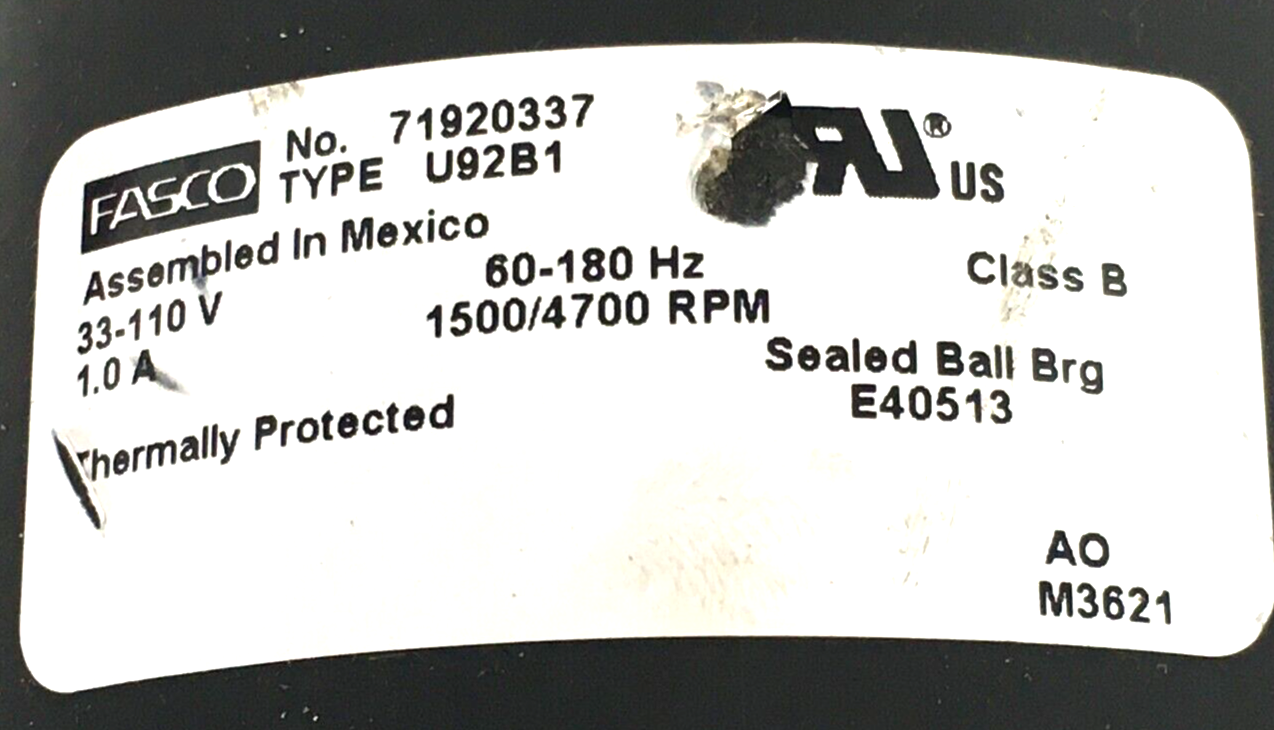 FASCO
No. 71920337
TYPE U92B1
RU® US
Assembled In Mexico
33-110 V
60-180 Hz
Class B
1.0 A
1500/4700 RPM
Sealed Ball Brg
E40513
Thermally Protected
AO
M3621